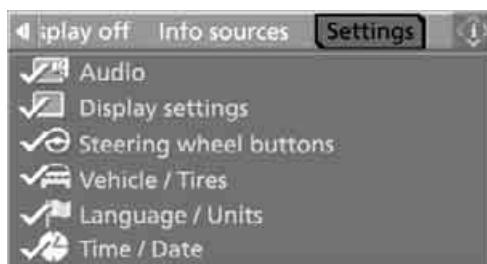 splay off Info sources Settings
Audio
Display settings
Steering wheel buttons
Vehicle / Tires
Language / Units
Time / Date